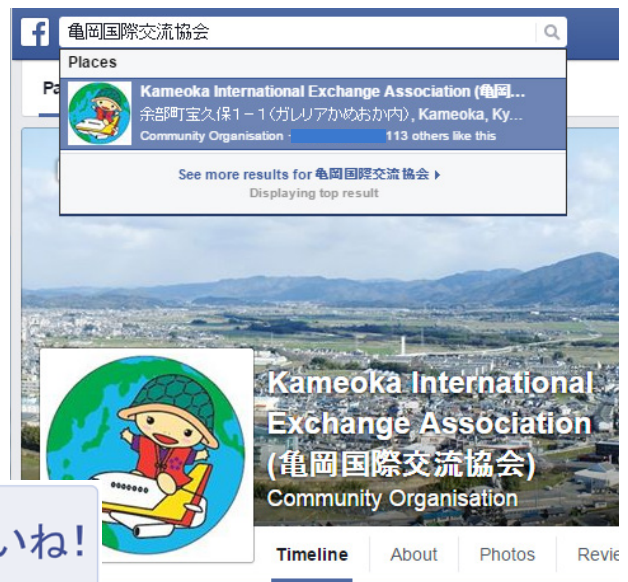 f 亀岡国際交流協会
Places
Kameoka International Exchange Association (亀岡...
余部町宝久保1-1(ガレリアかめおか内), Kameoka, Ky...
Community Organisation · 113 others like this
See more results for 亀岡国際交流協会
Displaying top result
Kameoka International
Exchange Association
(亀岡国際交流協会)
Community Organisation
いね!
Timeline About Photos